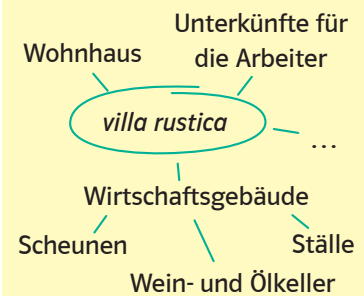 Unterkünfte für
Wohnhaus
die Arbeiter
villa rustica
...
Wirtschaftsgebäude
Scheunen
Ställe
Wein- und Ölkeller